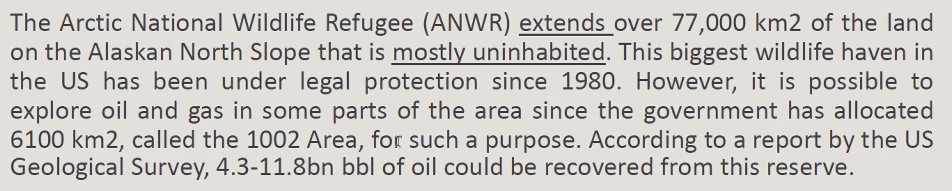 The Arctic National Wildlife Refugee (ANWR) extends over 77,000 km2 of the land
on the Alaskan North Slope that is mostly uninhabited. This biggest wildlife haven in
the US has been under legal protection since 1980. However, it is possible to
explore oil and gas in some parts of the area since the government has allocated
6100 km2, called the 1002 Area, for such a purpose. According to a report by the US
Geological Survey, 4.3-11.8bn bbl of oil could be recovered from this reserve.